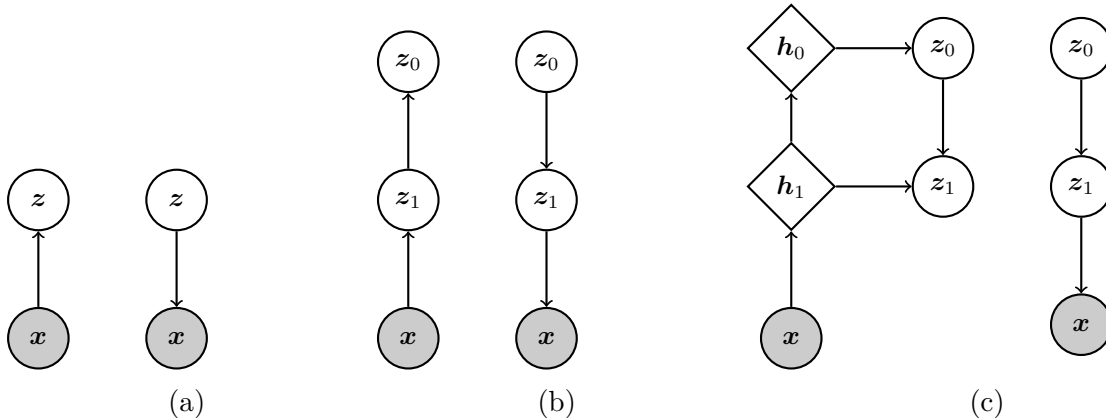 h₀ z₀ z₀
z₀ z₀
h₁ z₁ z₁
z z z₁ z₁
x x x x x x
(a) (b) (c)